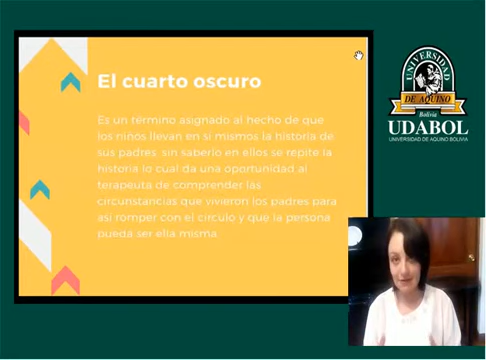 El cuarto oscuro
Es un término asignado al hecho de que
los niños llevan en si mismos la historia de
sus padres, sin saberlo en ellos se repite la
historia lo cual da una oportunidad al
terapeuta de comprender las
circunstancias que vivieron los padres para
así romper con el círculo y que la persona
pueda ser ella misma.
UNIVERSIDAD
DE AQUINO
Bolivia
UDABOL
UNIVERSIDAD DE AQUINO BOLIVIA